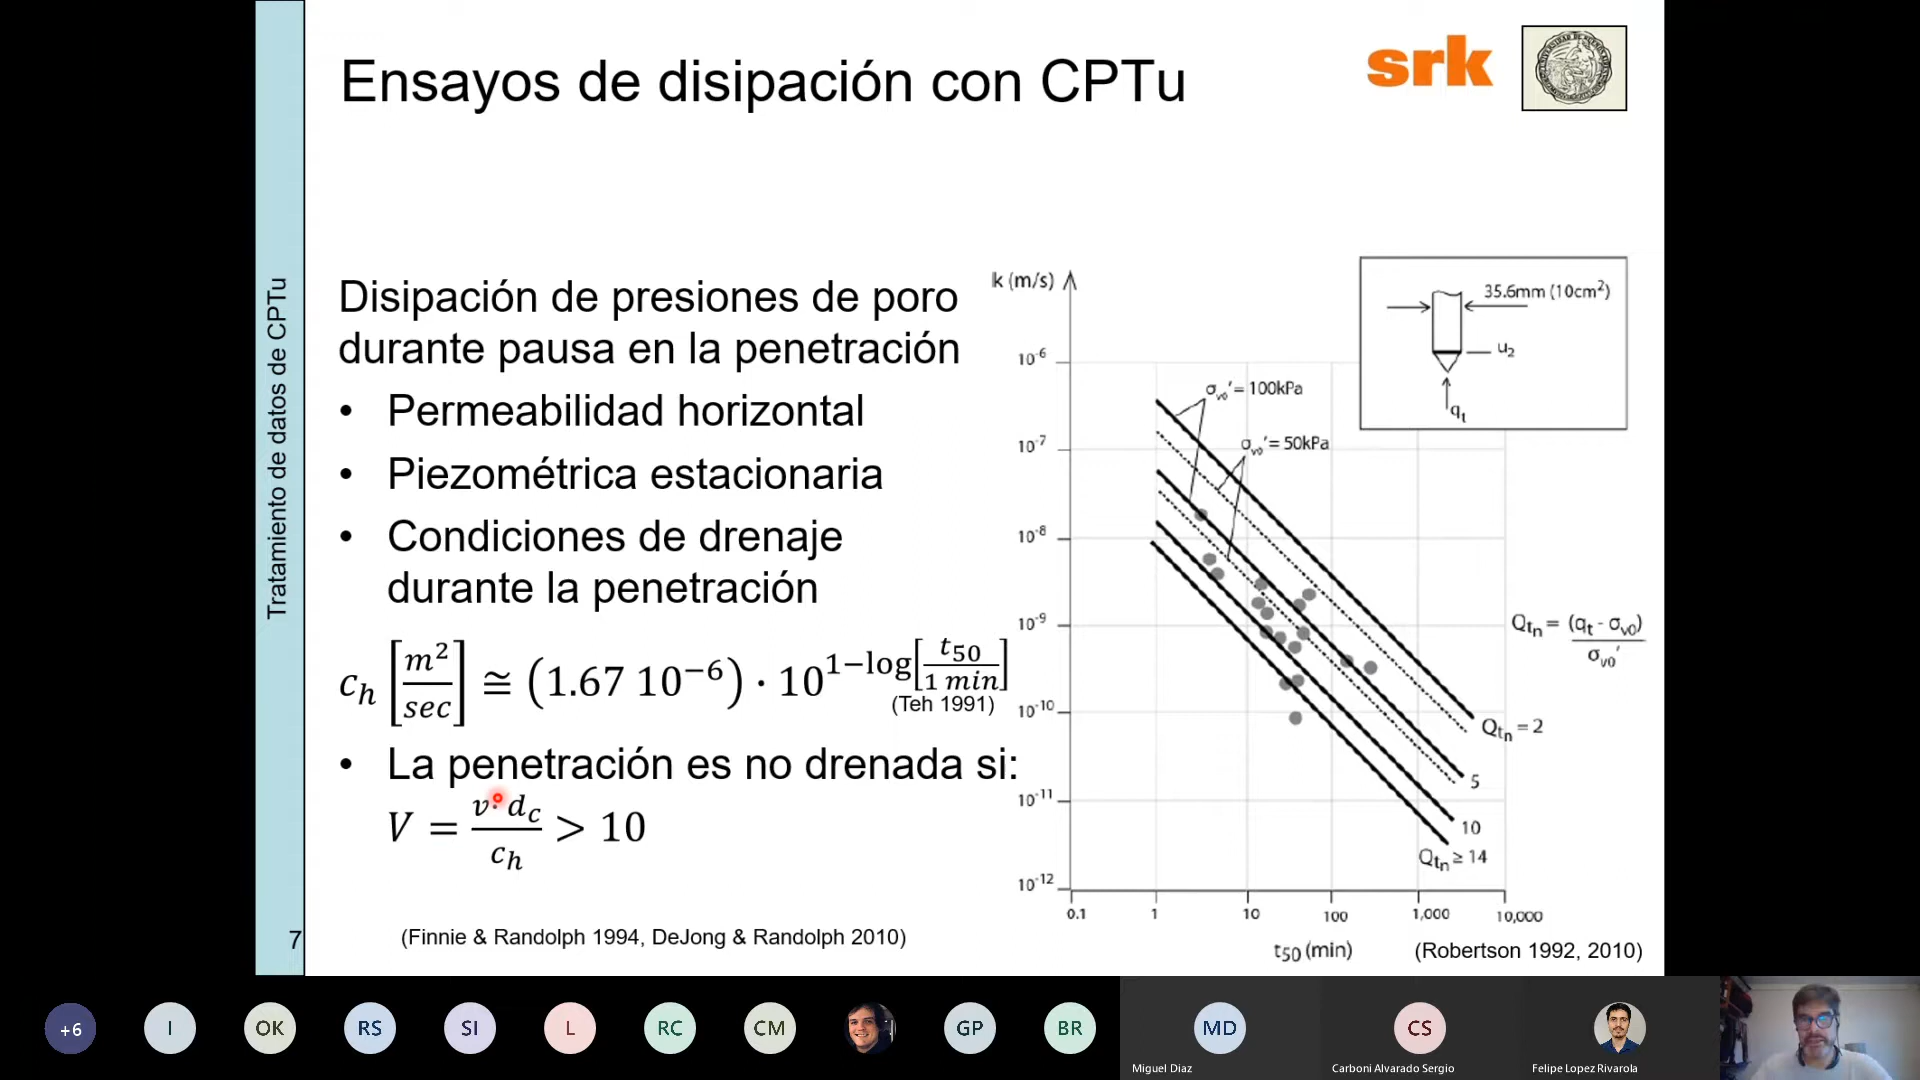 Ensayos de disipación con CPTu
srk
Tratamiento de datos de CPTu
Disipación de presiones de poro
durante pausa en la penetración
• Permeabilidad horizontal
• Piezométrica estacionaria
• Condiciones de drenaje
durante la penetración
c_h [m²/sec] ≅ (1.67 10⁻⁶) · 10^(1−log[t₅₀/1 min])
(Teh 1991)
• La penetración es no drenada si:
V = v·d_c/c_h > 10
(Finnie & Randolph 1994, DeJong & Randolph 2010)
7
k (m/s)
10⁻⁶
10⁻⁷
10⁻⁸
10⁻⁹
10⁻¹⁰
10⁻¹¹
10⁻¹²
0.1 1 10 100 1,000 10,000
t₅₀ (min)
σ_vo′ = 100kPa
σ_vo′ = 50kPa
35.6mm (10cm²)
u₂
q_t
Q_tn = (q_t - σ_vo)/σ_vo′
Q_tn = 2
5
10
Q_tn ≥ 14
(Robertson 1992, 2010)
+6 I OK RS SI L RC CM GP BR MD CS
Miguel Diaz
Carboni Alvarado Sergio
Felipe Lopez Rivarola